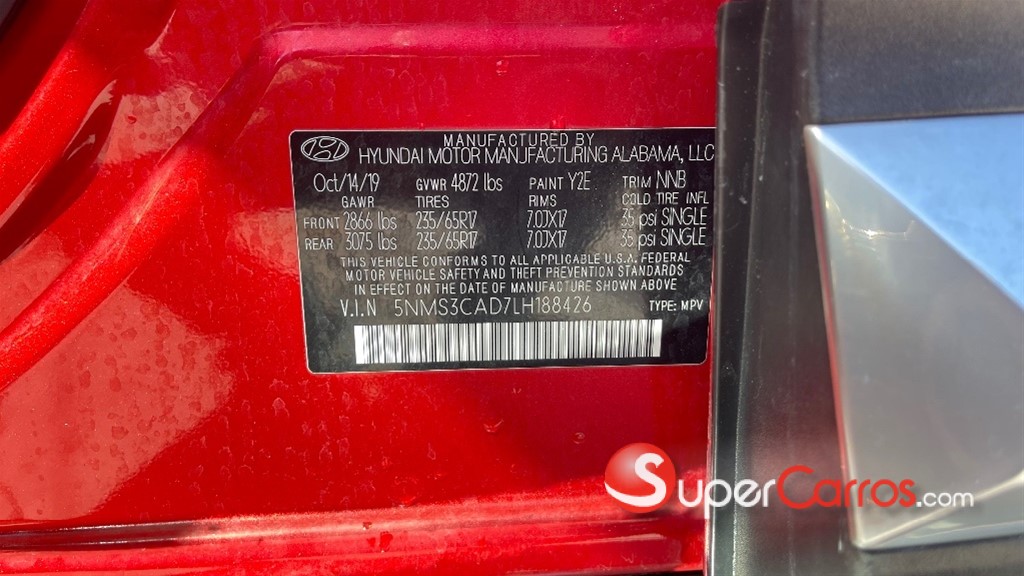 MANUFACTURED BY
HYUNDAI MOTOR MANUFACTURING ALABAMA, LLC
Oct/14/19 GVWR 4872 lbs PAINT Y2E TRIM NNB
GAWR TIRES RIMS COLD TIRE INFL
FRONT 2866 lbs 235/65R17 7.0JX17 35 psi SINGLE
REAR 3075 lbs 235/65R17 7.0JX17 35 psi SINGLE
THIS VEHICLE CONFORMS TO ALL APPLICABLE U.S.A. FEDERAL
MOTOR VEHICLE SAFETY AND THEFT PREVENTION STANDARDS
IN EFFECT ON THE DATE OF MANUFACTURE SHOWN ABOVE
V.I.N 5NMS3CAD7LH188426 TYPE: MPV
S SuperCarros.com